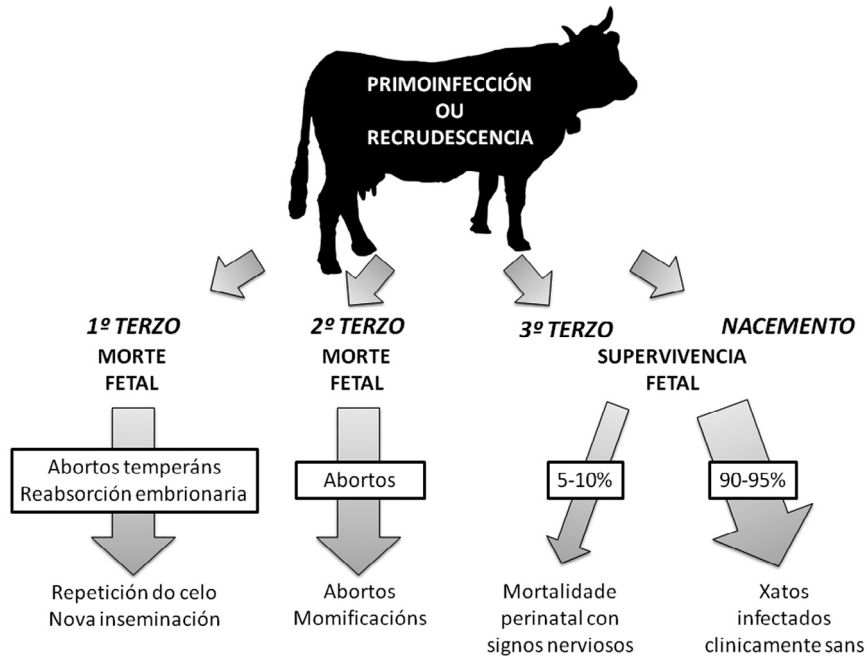 PRIMOINFECCIÓN
OU
RECRUDESCENCIA
1º TERZO
MORTE
FETAL
Abortos temperáns
Reabsorción embrionaria
Repetición do celo
Nova inseminación
2º TERZO
MORTE
FETAL
Abortos
Abortos
Momificacións
3º TERZO
NACEMENTO
SUPERVIVENCIA
FETAL
5-10%
Mortalidade
perinatal con
signos nerviosos
90-95%
Xatos
infectados
clinicamente sans